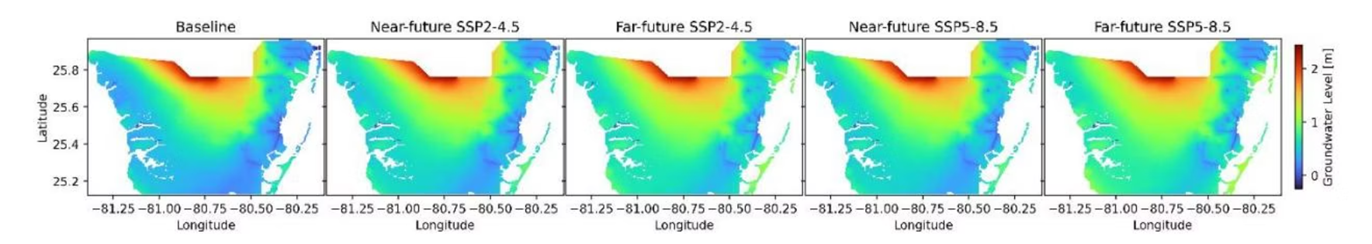 Baseline Near-future SSP2-4.5 Far-future SSP2-4.5 Near-future SSP5-8.5 Far-future SSP5-8.5
25.8
25.6
25.4
25.2
Latitude
2
1
0
Groundwater Level [m]
−81.25 −81.00 −80.75 −80.50 −80.25 −81.25 −81.00 −80.75 −80.50 −80.25 −81.25 −81.00 −80.75 −80.50 −80.25 −81.25 −81.00 −80.75 −80.50 −80.25 −81.25 −81.00 −80.75 −80.50 −80.25
Longitude Longitude Longitude Longitude Longitude